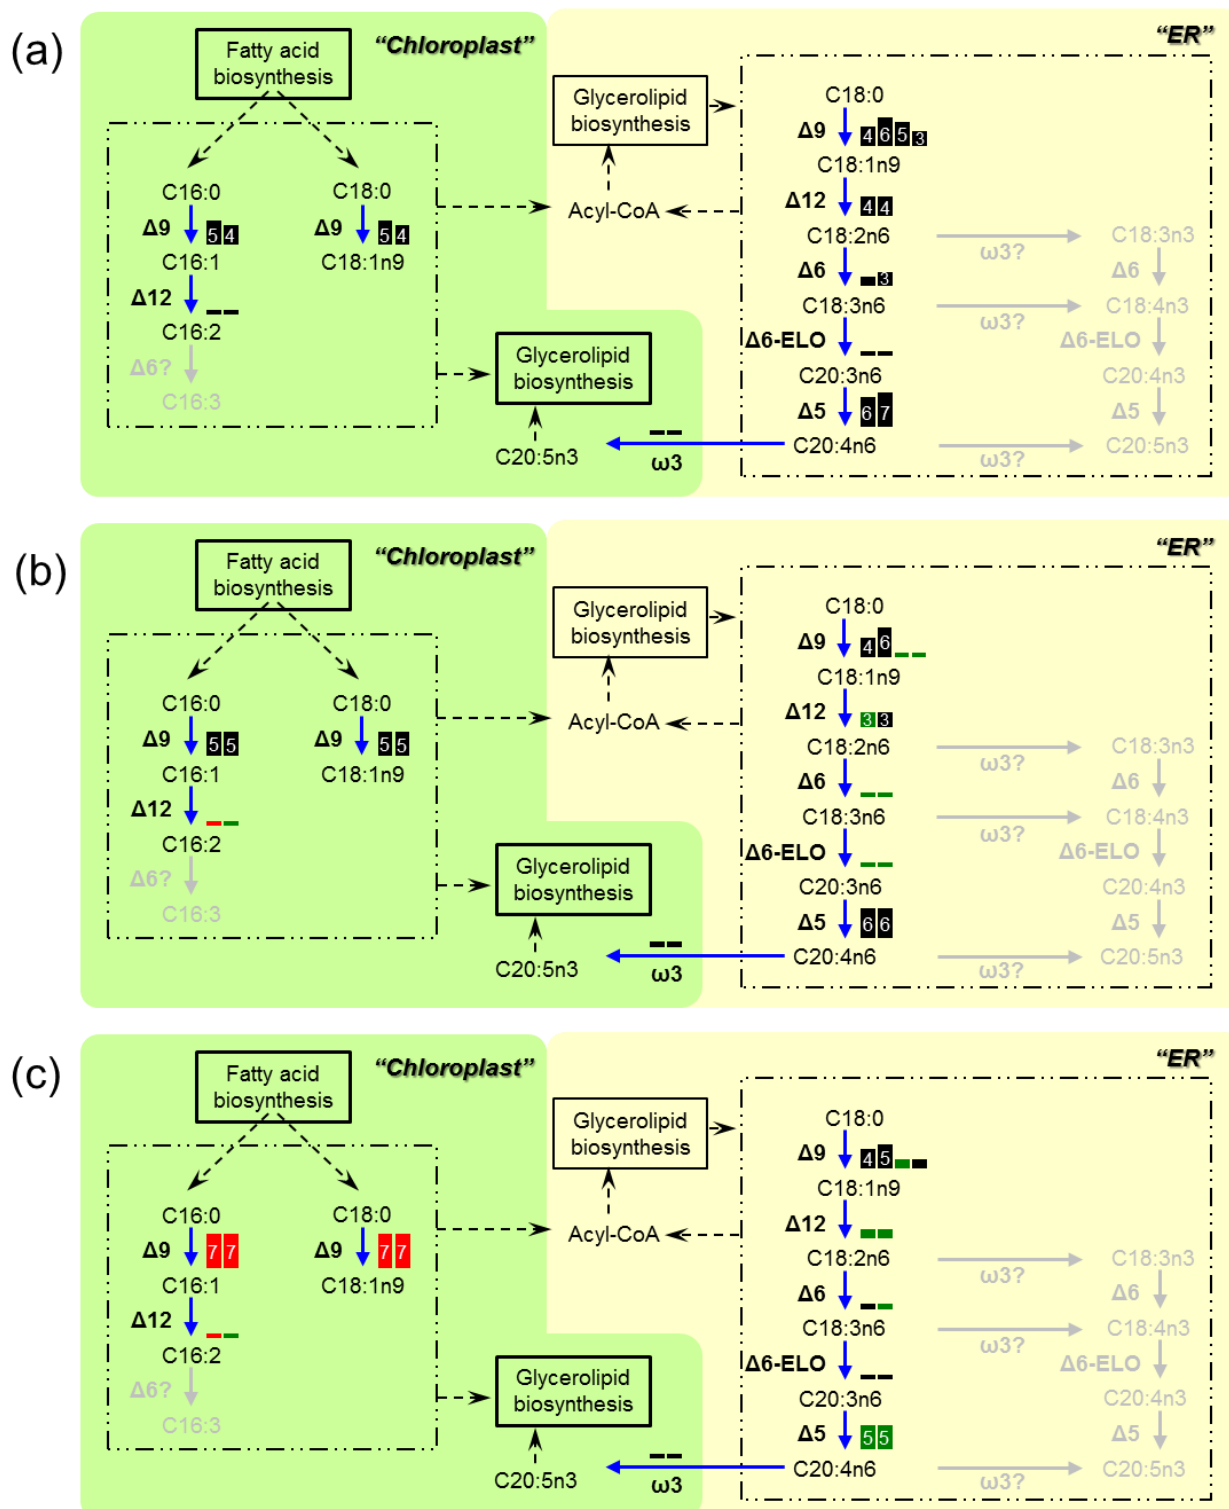 (a)
"Chloroplast"
"ER"
Fatty acid
biosynthesis
Glycerolipid
biosynthesis
C18:0
Δ9
4 6 5 3
C18:1n9
C16:0
C18:0
Acyl-CoA
Δ12
4 4
Δ9
5 4
Δ9
5 4
C18:2n6
ω3?
C18:3n3
C16:1
C18:1n9
Δ6
3
Δ6
Δ12
C18:3n6
ω3?
C18:4n3
C16:2
Δ6-ELO
Δ6-ELO
Δ6?
Glycerolipid
biosynthesis
C20:3n6
C20:4n3
C16:3
Δ5
6 7
Δ5
C20:5n3
ω3
C20:4n6
ω3?
C20:5n3
(b)
"Chloroplast"
"ER"
Fatty acid
biosynthesis
Glycerolipid
biosynthesis
C18:0
Δ9
4 6
C18:1n9
C16:0
C18:0
Acyl-CoA
Δ12
3 3
Δ9
5 5
Δ9
5 5
C18:2n6
ω3?
C18:3n3
C16:1
C18:1n9
Δ6
Δ6
Δ12
C18:3n6
ω3?
C18:4n3
C16:2
Δ6-ELO
Δ6-ELO
Δ6?
Glycerolipid
biosynthesis
C20:3n6
C20:4n3
C16:3
Δ5
6 6
Δ5
C20:5n3
ω3
C20:4n6
ω3?
C20:5n3
(c)
"Chloroplast"
"ER"
Fatty acid
biosynthesis
Glycerolipid
biosynthesis
C18:0
Δ9
4 5
C18:1n9
C16:0
C18:0
Acyl-CoA
Δ12
Δ9
7 7
Δ9
7 7
C18:2n6
ω3?
C18:3n3
C16:1
C18:1n9
Δ6
Δ6
Δ12
C18:3n6
ω3?
C18:4n3
C16:2
Δ6-ELO
Δ6-ELO
Δ6?
Glycerolipid
biosynthesis
C20:3n6
C20:4n3
C16:3
Δ5
5 5
Δ5
C20:5n3
ω3
C20:4n6
ω3?
C20:5n3